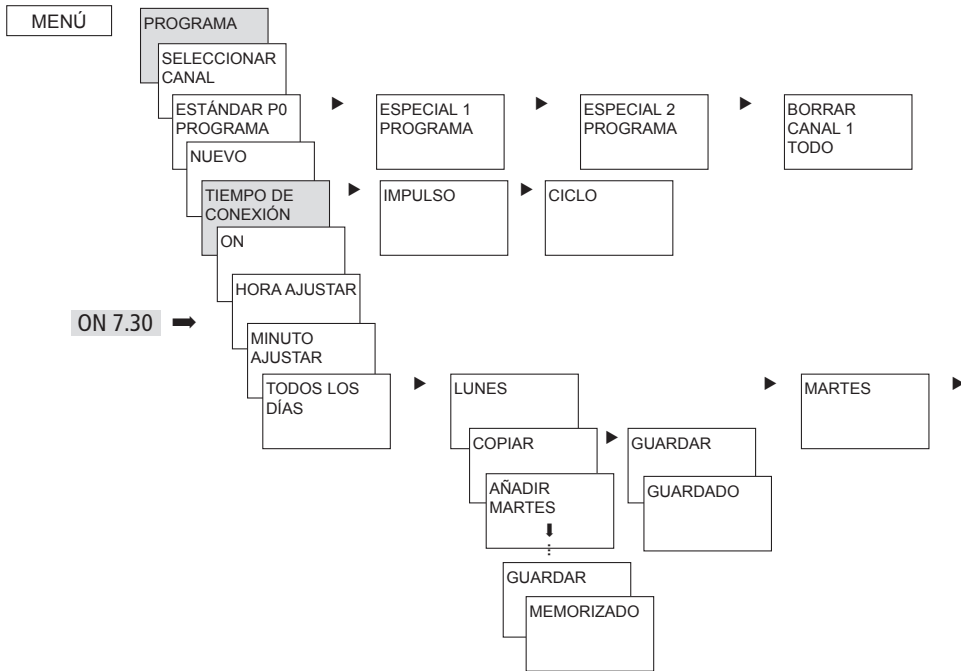 MENÚ
PROGRAMA
SELECCIONAR
CANAL
ESTÁNDAR P0
PROGRAMA
ESPECIAL 1
PROGRAMA
ESPECIAL 2
PROGRAMA
BORRAR
CANAL 1
TODO
NUEVO
TIEMPO DE
CONEXIÓN
IMPULSO
CICLO
ON
HORA AJUSTAR
ON 7.30
MINUTO
AJUSTAR
TODOS LOS
DÍAS
LUNES
MARTES
COPIAR
GUARDAR
AÑADIR
MARTES
GUARDADO
GUARDAR
MEMORIZADO